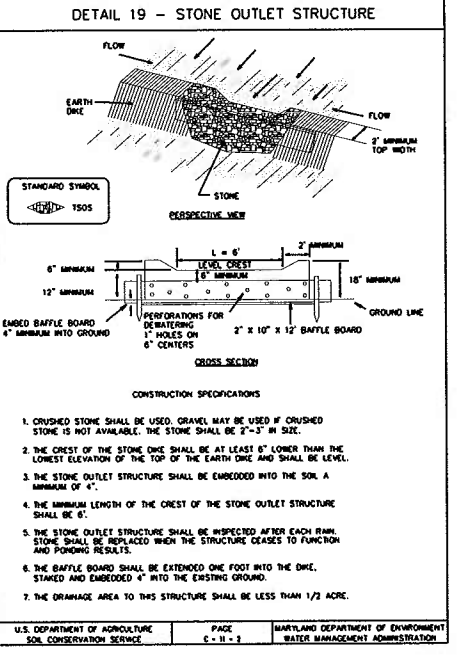 DETAIL 19 - STONE OUTLET STRUCTURE
FLOW
EARTH
DIKE
FLOW
2' MINIMUM
TOP WIDTH
STONE
STANDARD SYMBOL
TSOS
PERSPECTIVE VIEW
L = 6'
2' MINIMUM
LEVEL CREST
6" MINIMUM
6" MINIMUM
12" MINIMUM
18" MINIMUM
GROUND LINE
EMBED BAFFLE BOARD
4" MINIMUM INTO GROUND
PERFORATIONS FOR
DEWATERING
1" HOLES ON
6" CENTERS
2" X 10" X 12' BAFFLE BOARD
CROSS SECTION
CONSTRUCTION SPECIFICATIONS
1. CRUSHED STONE SHALL BE USED. GRAVEL MAY BE USED IF CRUSHED
STONE IS NOT AVAILABLE. THE STONE SHALL BE 2"-3" IN SIZE.
2. THE CREST OF THE STONE DIKE SHALL BE AT LEAST 6" LOWER THAN THE
LOWEST ELEVATION OF THE TOP OF THE EARTH DIKE AND SHALL BE LEVEL.
3. THE STONE OUTLET STRUCTURE SHALL BE EMBEDDED INTO THE SOIL A
MINIMUM OF 4".
4. THE MINIMUM LENGTH OF THE CREST OF THE STONE OUTLET STRUCTURE
SHALL BE 6'.
5. THE STONE OUTLET STRUCTURE SHALL BE INSPECTED AFTER EACH RAIN.
STONE SHALL BE REPLACED WHEN THE STRUCTURE CEASES TO FUNCTION
AND PONDING RESULTS.
6. THE BAFFLE BOARD SHALL BE EXTENDED ONE FOOT INTO THE DIKE,
STAKED AND EMBEDDED 4" INTO THE EXISTING GROUND.
7. THE DRAINAGE AREA TO THIS STRUCTURE SHALL BE LESS THAN 1/2 ACRE.
U.S. DEPARTMENT OF AGRICULTURE
SOIL CONSERVATION SERVICE
PAGE
C - 11 - 2
MARYLAND DEPARTMENT OF ENVIRONMENT
WATER MANAGEMENT ADMINISTRATION